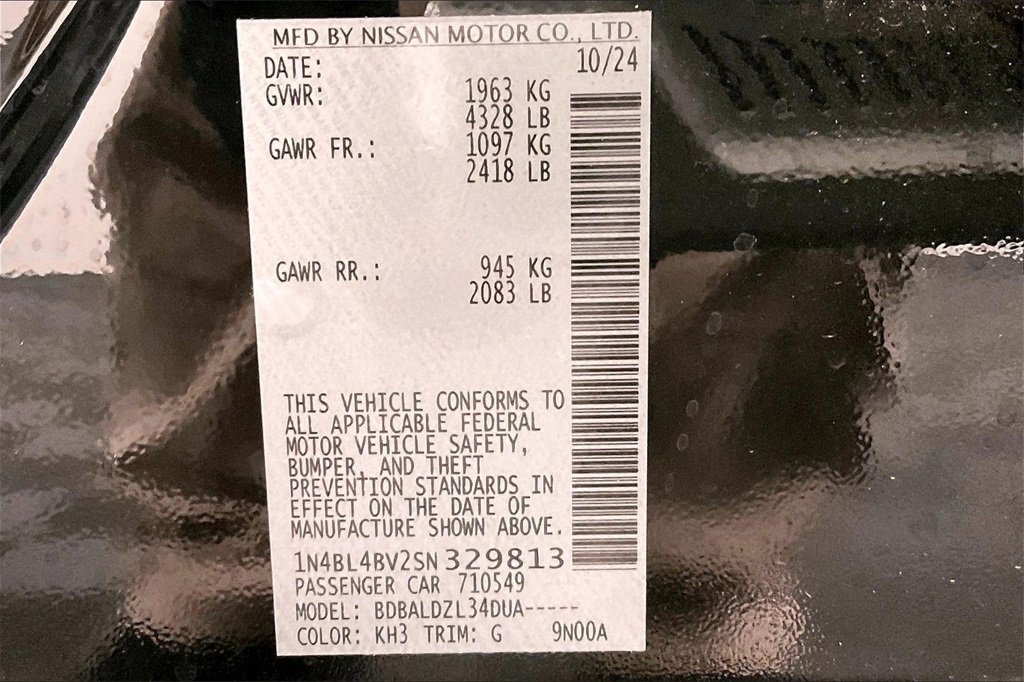 MFD BY NISSAN MOTOR CO., LTD.
DATE: 10/24
GVWR: 1963 KG
4328 LB
GAWR FR.: 1097 KG
2418 LB
GAWR RR.: 945 KG
2083 LB
THIS VEHICLE CONFORMS TO
ALL APPLICABLE FEDERAL
MOTOR VEHICLE SAFETY,
BUMPER, AND THEFT
PREVENTION STANDARDS IN
EFFECT ON THE DATE OF
MANUFACTURE SHOWN ABOVE.
1N4BL4BV2SN329813
PASSENGER CAR 710549
MODEL: BDBALDZL34DUA-----
COLOR: KH3 TRIM: G 9N00A